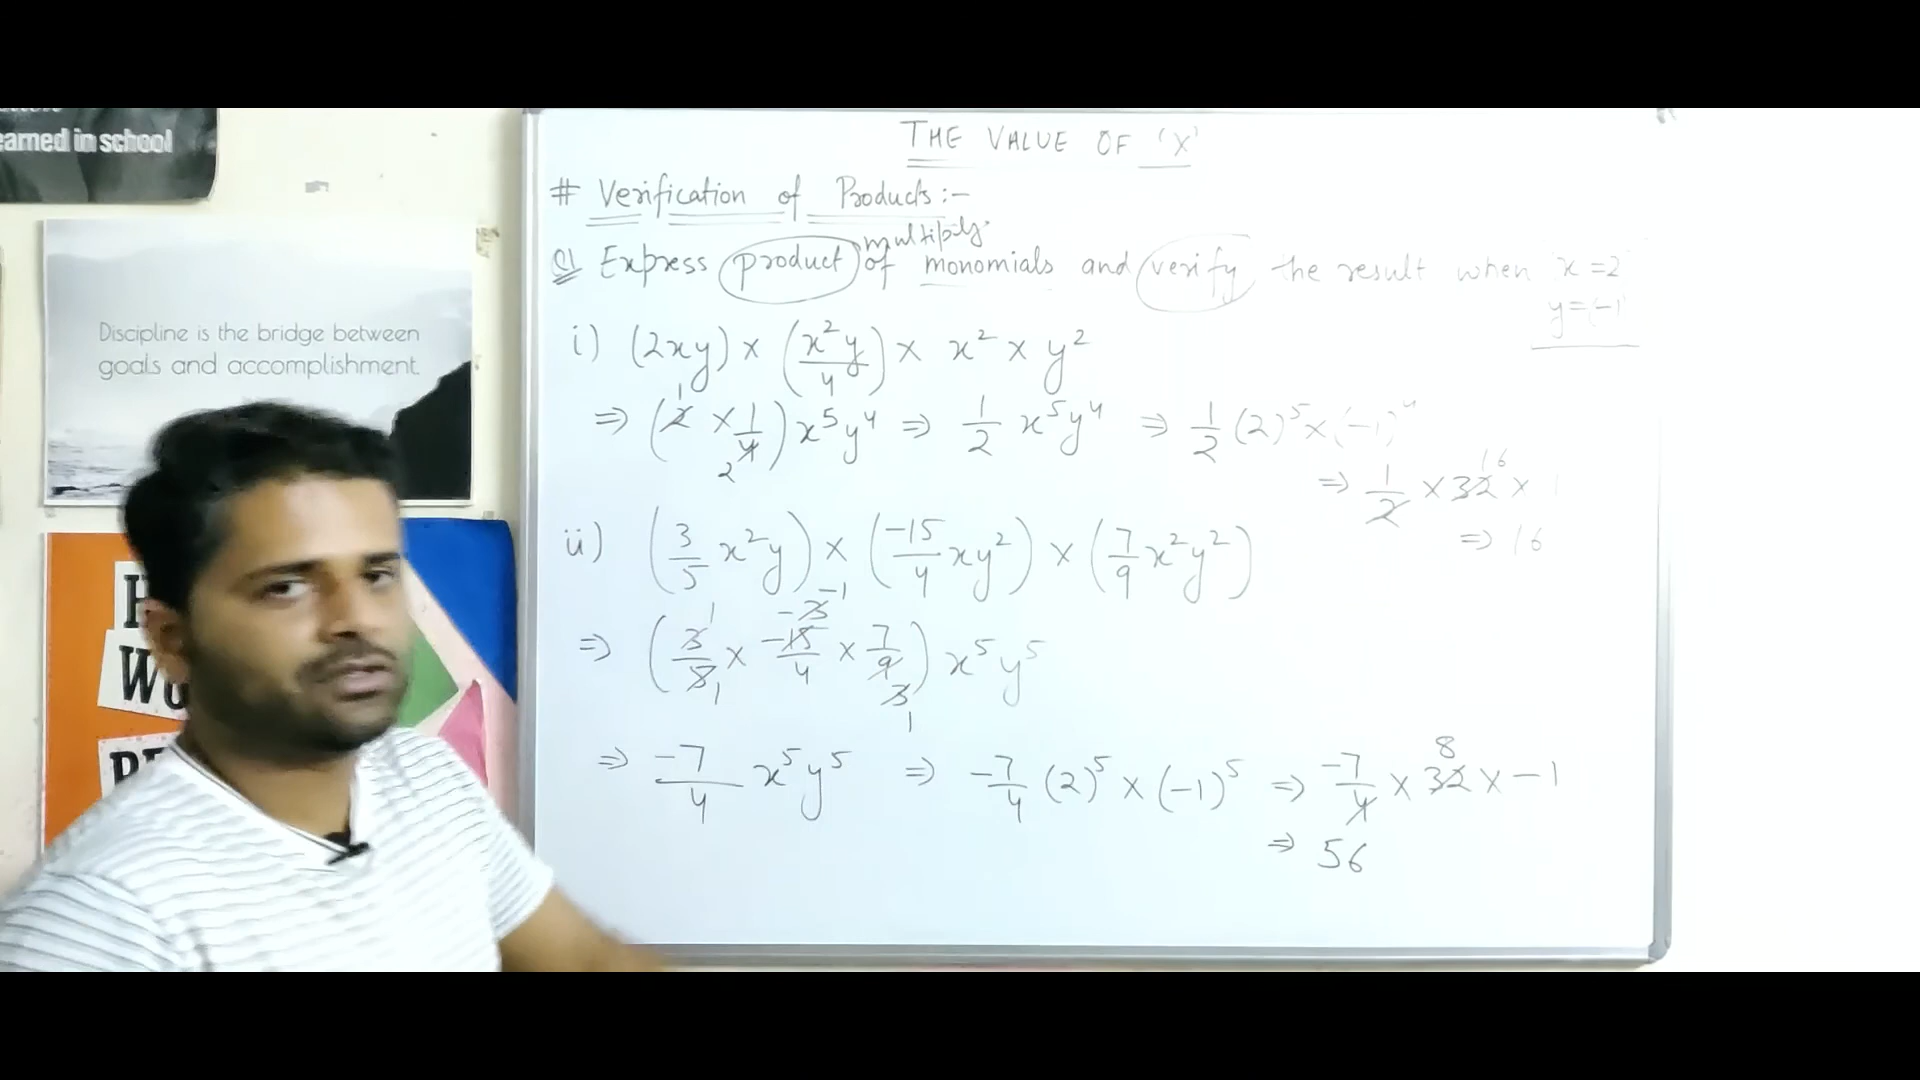 earned in school
Discipline is the bridge between
goals and accomplishment.
THE VALUE OF 'X'
# Verification of Products:-
multiply.
Q1 Express product of monomials and verify the result when x = 2
y = (-1)
i) (2xy) × (x²y/4) × x² × y²
⇒ (2 × 1/4) x⁵y⁴ ⇒ 1/2 x⁵y⁴ ⇒ 1/2 (2)⁵ × (-1)⁴
⇒ 1/2 × 32 × 1
⇒ 16
ii) (3/5 x²y) × (-15/4 xy²) × (7/9 x²y²)
⇒ (3/5 × -15/4 × 7/9) x⁵y⁵
⇒ -7/4 x⁵y⁵ ⇒ -7/4 (2)⁵ × (-1)⁵ ⇒ -7/4 × 32 × -1
⇒ 56